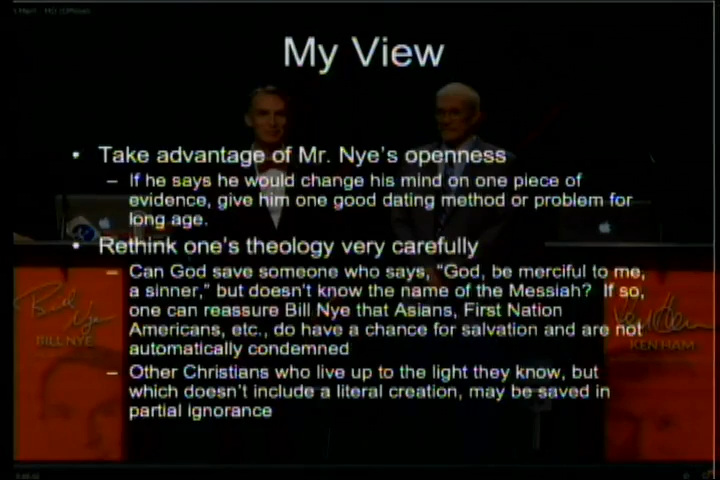 My View
• Take advantage of Mr. Nye's openness
– If he says he would change his mind on one piece of
evidence, give him one good dating method or problem for
long age.
• Rethink one's theology very carefully
– Can God save someone who says, “God, be merciful to me,
a sinner,” but doesn't know the name of the Messiah? If so,
one can reassure Bill Nye that Asians, First Nation
Americans, etc., do have a chance for salvation and are not
automatically condemned
– Other Christians who live up to the light they know, but
which doesn't include a literal creation, may be saved in
partial ignorance
Bill Nye
BILL NYE
Ken Ham
KEN HAM